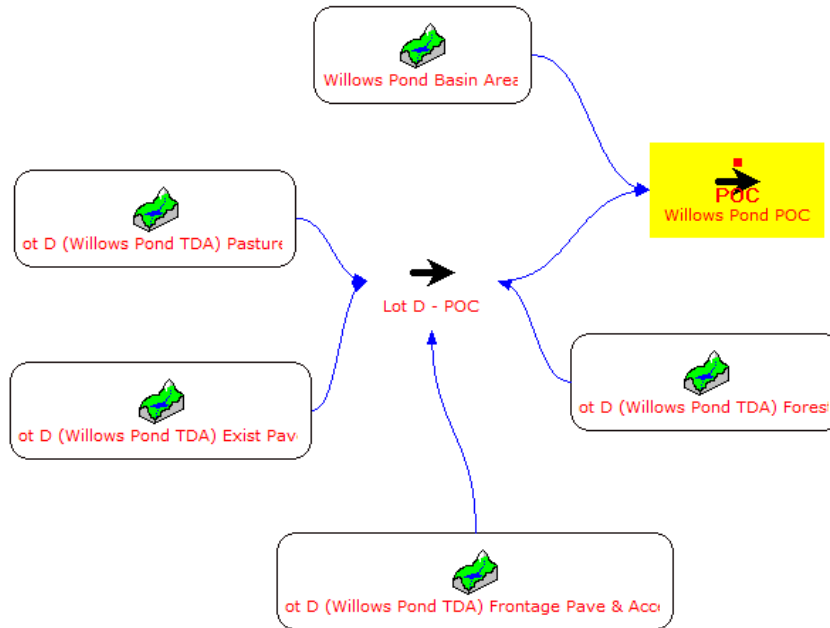 Willows Pond Basin Area
POC
Willows Pond POC
ot D (Willows Pond TDA) Pasture
Lot D - POC
ot D (Willows Pond TDA) Forest
ot D (Willows Pond TDA) Exist Pav
ot D (Willows Pond TDA) Frontage Pave & Acce